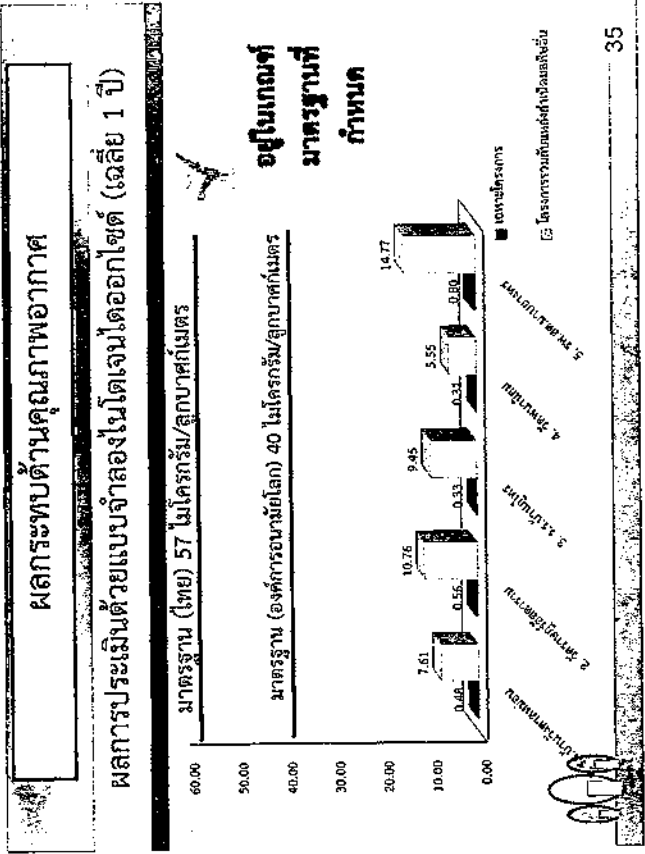 ผลกระทบด้านคุณภาพอากาศ
ผลการประเมินด้วยแบบจำลองไนโตเจนไดออกไซด์ (เฉลี่ย 1 ปี)
มาตรฐาน (ไทย) 57 ไมโครกรัม/ลูกบาศก์เมตร
มาตรฐาน (องค์การอนามัยโลก) 40 ไมโครกรัม/ลูกบาศก์เมตร
อยู่ในเกณฑ์
มาตรฐานที่
กำหนด
60.00
50.00
40.00
30.00
20.00
10.00
0.00
0.48
7.61
0.56
10.76
0.33
9.45
0.31
5.55
0.80
14.77
2.
3.
4.
5.
เฉพาะโครงการ
โครงการรวมกับแหล่งกำเนิดมลพิษอื่น
35